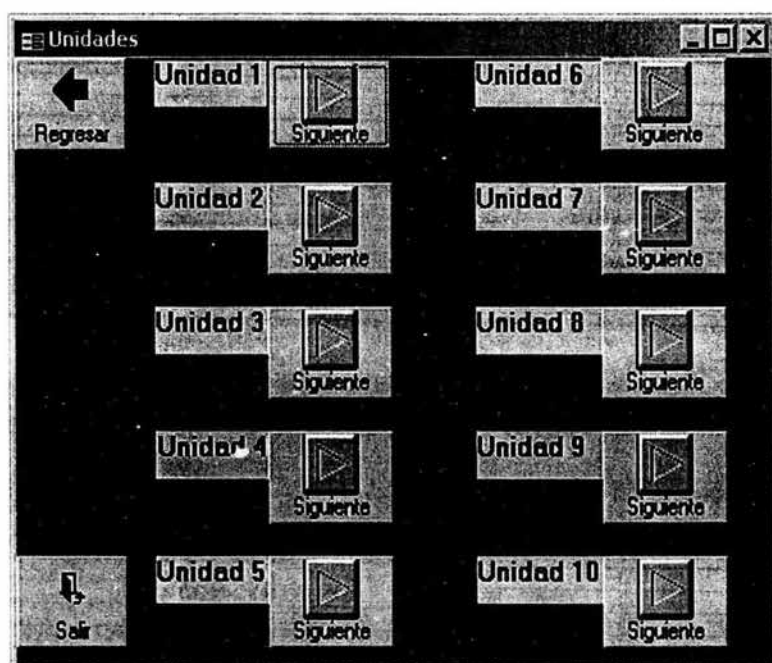 Unidades
Regresar
Unidad 1
Siguiente
Unidad 6
Siguiente
Unidad 2
Siguiente
Unidad 7
Siguiente
Unidad 3
Siguiente
Unidad 8
Siguiente
Unidad 4
Siguiente
Unidad 9
Siguiente
Salir
Unidad 5
Siguiente
Unidad 10
Siguiente